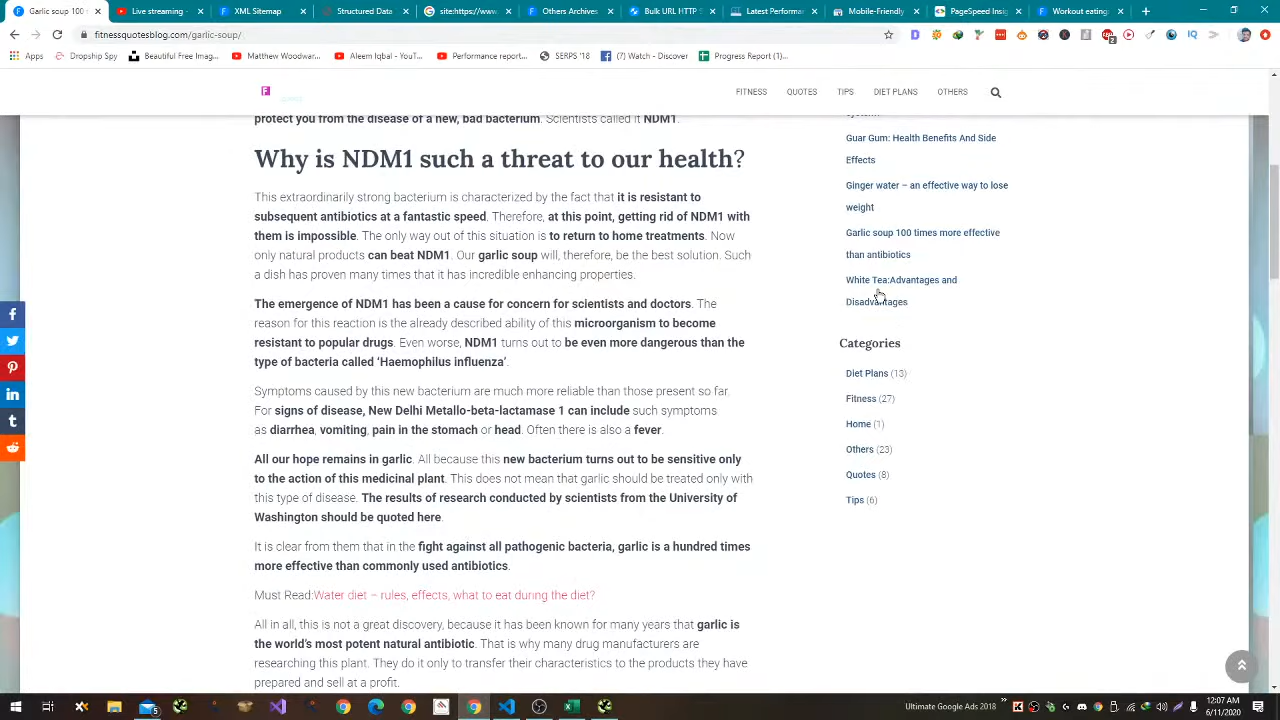 garlic soup 100
Live streaming -
XML Sitemap
Structured Data
site:https://www.
Others Archives
Bulk URL HTTP
Latest Performar
Mobile-Friendly
PageSpeed Insig
Workout eating:
fitnessquotesblog.com/garlic-soup/
Apps
Dropship Spy
Beautiful Free Imag...
Matthew Woodwar...
Aleem Iqbal - YouT...
Performance report...
SERPS '18
(7) Watch - Discover
Progress Report (1)...
FITNESS QUOTES TIPS DIET PLANS OTHERS
protect you from the disease of a new, bad bacterium. Scientists called it NDM1.
Why is NDM1 such a threat to our health?
This extraordinarily strong bacterium is characterized by the fact that it is resistant to
subsequent antibiotics at a fantastic speed. Therefore, at this point, getting rid of NDM1 with
them is impossible. The only way out of this situation is to return to home treatments. Now
only natural products can beat NDM1. Our garlic soup will, therefore, be the best solution. Such
a dish has proven many times that it has incredible enhancing properties.
The emergence of NDM1 has been a cause for concern for scientists and doctors. The
reason for this reaction is the already described ability of this microorganism to become
resistant to popular drugs. Even worse, NDM1 turns out to be even more dangerous than the
type of bacteria called ‘Haemophilus influenza’.
Symptoms caused by this new bacterium are much more reliable than those present so far.
For signs of disease, New Delhi Metallo-beta-lactamase 1 can include such symptoms
as diarrhea, vomiting, pain in the stomach or head. Often there is also a fever.
All our hope remains in garlic. All because this new bacterium turns out to be sensitive only
to the action of this medicinal plant. This does not mean that garlic should be treated only with
this type of disease. The results of research conducted by scientists from the University of
Washington should be quoted here.
It is clear from them that in the fight against all pathogenic bacteria, garlic is a hundred times
more effective than commonly used antibiotics.
Must Read:Water diet – rules, effects, what to eat during the diet?
All in all, this is not a great discovery, because it has been known for many years that garlic is
the world's most potent natural antibiotic. That is why many drug manufacturers are
researching this plant. They do it only to transfer their characteristics to the products they have
prepared and sell at a profit.
Guar Gum: Health Benefits And Side
Effects
Ginger water – an effective way to lose
weight
Garlic soup 100 times more effective
than antibiotics
White Tea:Advantages and
Disadvantages
Categories
Diet Plans (13)
Fitness (27)
Home (1)
Others (23)
Quotes (8)
Tips (6)
Ultimate Google Ads 2018
12:07 AM
6/11/2020